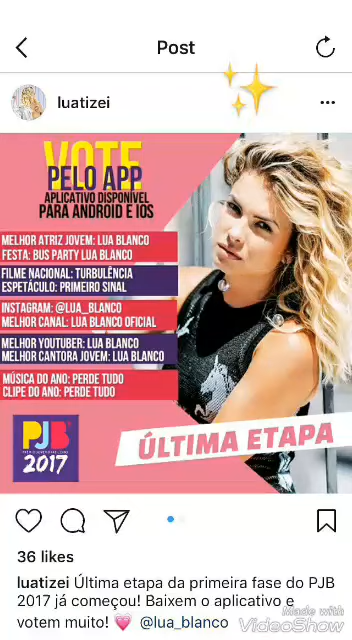 Post
luatizei
VOTE
PELO APP
APLICATIVO DISPONÍVEL
PARA ANDROID E IOS
MELHOR ATRIZ JOVEM: LUA BLANCO
FESTA: BUS PARTY LUA BLANCO
FILME NACIONAL: TURBULÊNCIA
ESPETÁCULO: PRIMEIRO SINAL
INSTAGRAM: @LUA_BLANCO
MELHOR CANAL: LUA BLANCO OFICIAL
MELHOR YOUTUBER: LUA BLANCO
MELHOR CANTORA JOVEM: LUA BLANCO
MÚSICA DO ANO: PERDE TUDO
CLIPE DO ANO: PERDE TUDO
PJB
2017
ÚLTIMA ETAPA
36 likes
luatizei Última etapa da primeira fase do PJB
2017 já começou! Baixem o aplicativo e
votem muito! 💗 @lua_blanco
Made with
VideoShow